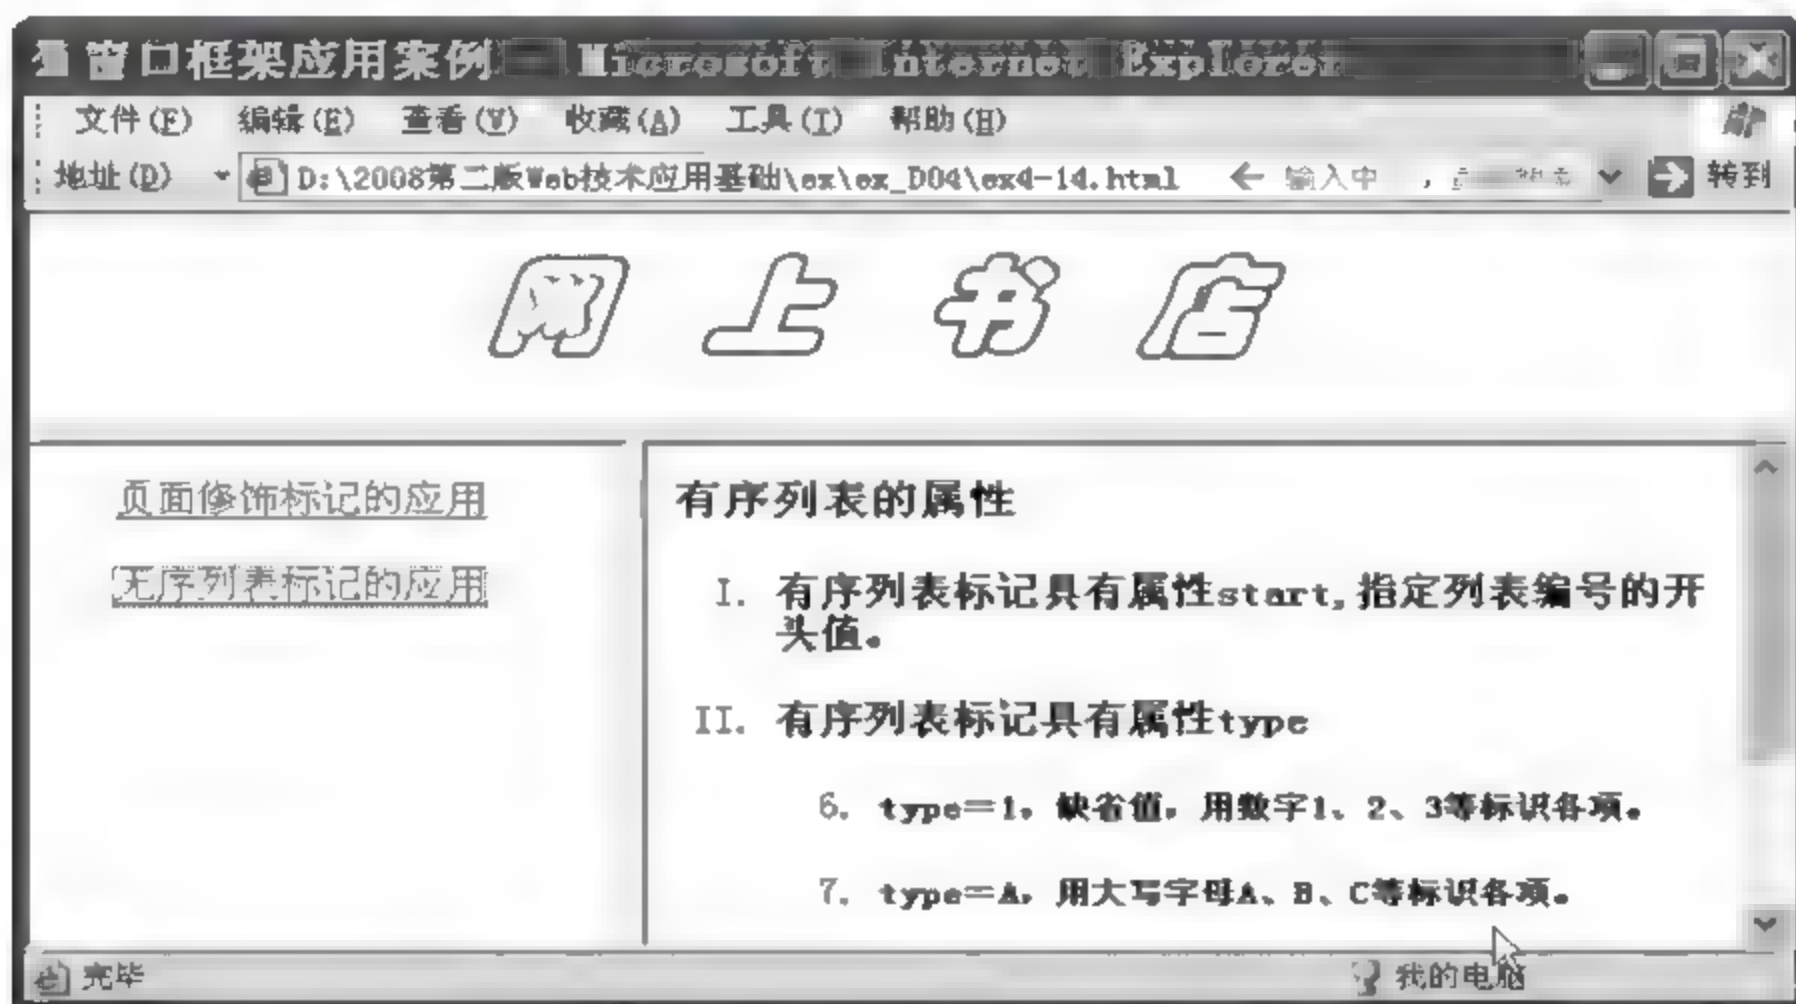 窗口框架应用案例 - Microsoft Internet Explorer
文件(F) 编辑(E) 查看(V) 收藏(A) 工具(T) 帮助(H)
地址(D) D:\2008第二版Web技术应用基础\ex\ex_D04\ex4-14.html ← 输入中 , 转到
网上书店
页面修饰标记的应用
无序列表标记的应用
有序列表的属性
I. 有序列表标记具有属性start,指定列表编号的开
头值。
II. 有序列表标记具有属性type
6. type=1，缺省值，用数字1、2、3等标识各项。
7. type=A，用大写字母A、B、C等标识各项。
完毕 我的电脑